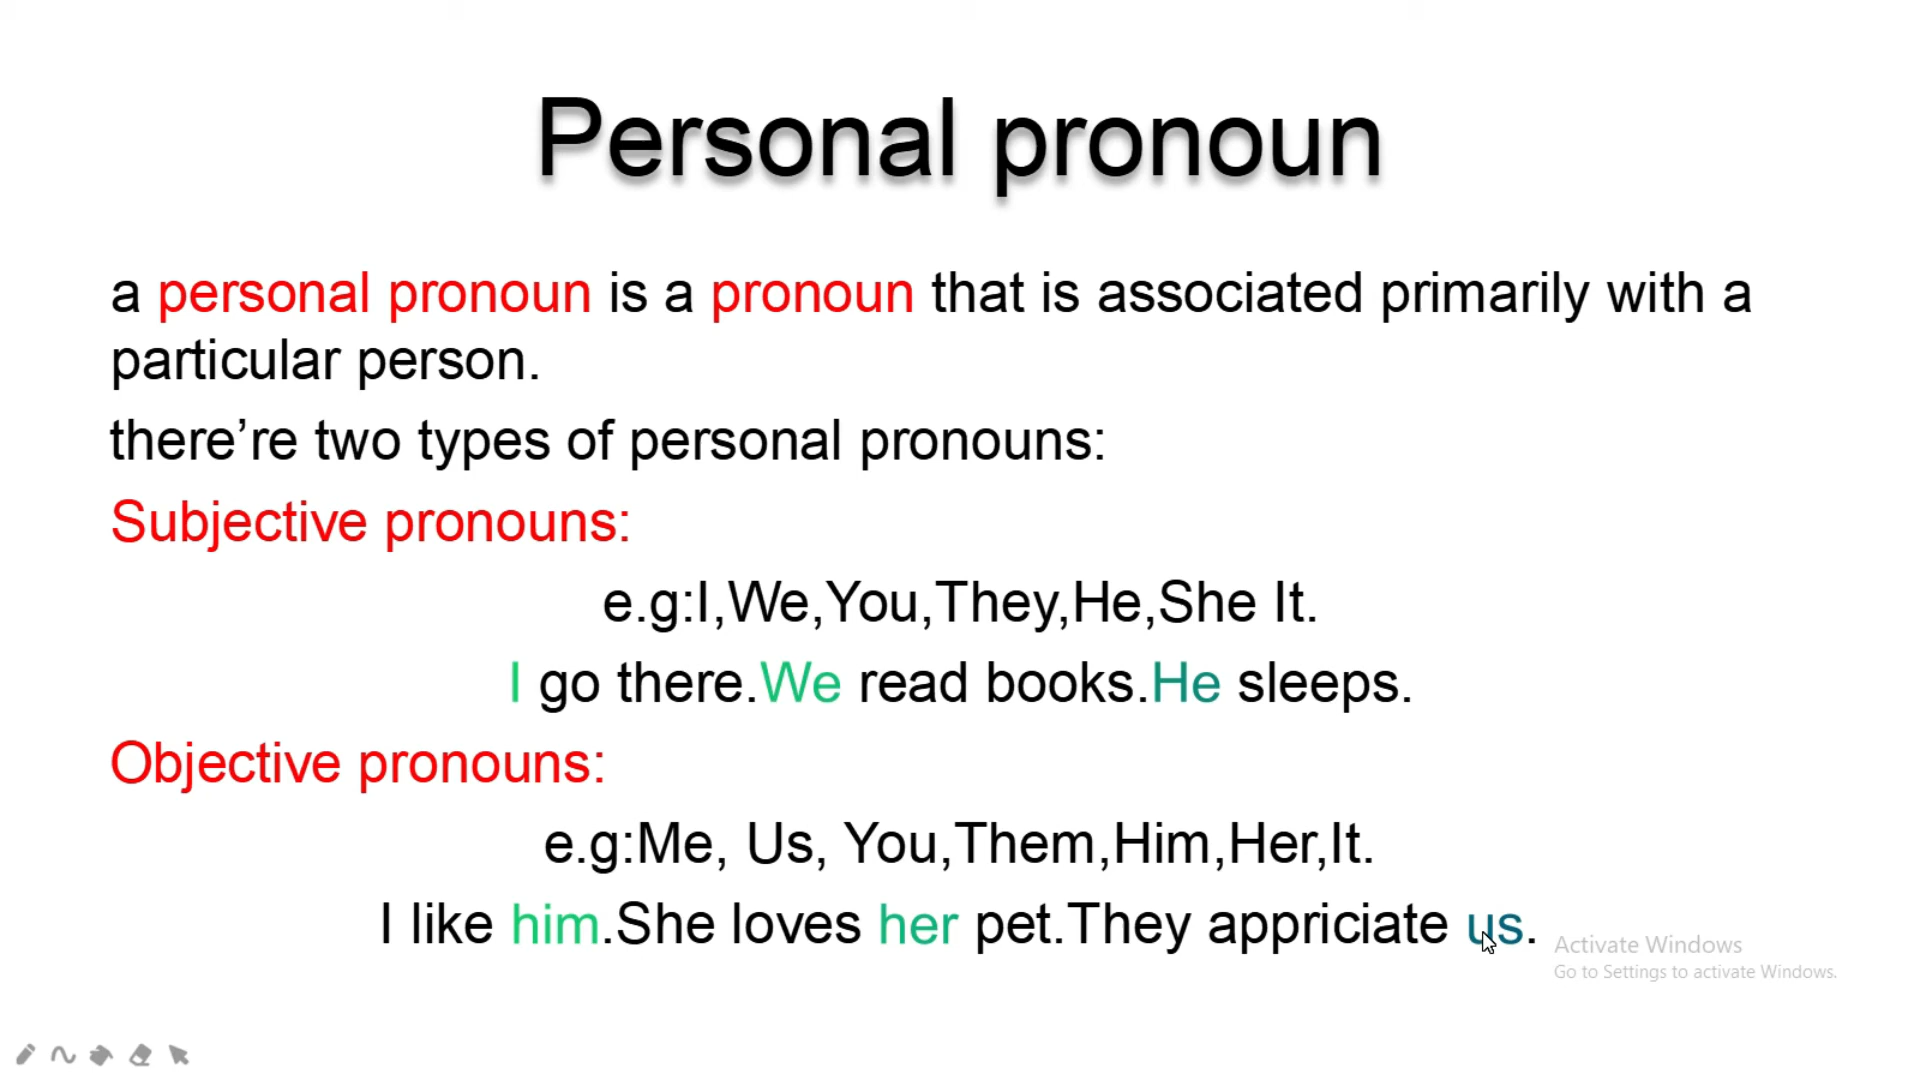 Personal pronoun
a personal pronoun is a pronoun that is associated primarily with a
particular person.
there’re two types of personal pronouns:
Subjective pronouns:
e.g:I,We,You,They,He,She It.
I go there.We read books.He sleeps.
Objective pronouns:
e.g:Me, Us, You,Them,Him,Her,It.
I like him.She loves her pet.They appriciate us.
Activate Windows
Go to Settings to activate Windows.